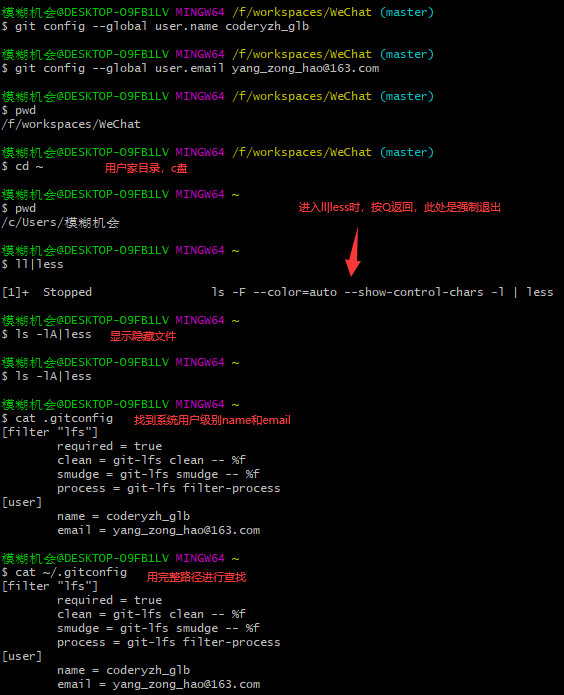 模糊机会@DESKTOP-O9FB1LV MINGW64 /f/workspaces/WeChat (master)
$ git config --global user.name coderyzh_glb
模糊机会@DESKTOP-O9FB1LV MINGW64 /f/workspaces/WeChat (master)
$ git config --global user.email yang_zong_hao@163.com
模糊机会@DESKTOP-O9FB1LV MINGW64 /f/workspaces/WeChat (master)
$ pwd
/f/workspaces/WeChat
模糊机会@DESKTOP-O9FB1LV MINGW64 /f/workspaces/WeChat (master)
$ cd ~ 用户家目录，c盘
模糊机会@DESKTOP-O9FB1LV MINGW64 ~
$ pwd 进入ll|less时，按Q返回，此处是强制退出
/c/Users/模糊机会
模糊机会@DESKTOP-O9FB1LV MINGW64 ~
$ ll|less
[1]+ Stopped ls -F --color=auto --show-control-chars -l | less
模糊机会@DESKTOP-O9FB1LV MINGW64 ~
$ ls -lA|less 显示隐藏文件
模糊机会@DESKTOP-O9FB1LV MINGW64 ~
$ ls -lA|less
模糊机会@DESKTOP-O9FB1LV MINGW64 ~
$ cat .gitconfig 找到系统用户级别name和email
[filter "lfs"]
required = true
clean = git-lfs clean -- %f
smudge = git-lfs smudge -- %f
process = git-lfs filter-process
[user]
name = coderyzh_glb
email = yang_zong_hao@163.com
模糊机会@DESKTOP-O9FB1LV MINGW64 ~
$ cat ~/.gitconfig 用完整路径进行查找
[filter "lfs"]
required = true
clean = git-lfs clean -- %f
smudge = git-lfs smudge -- %f
process = git-lfs filter-process
[user]
name = coderyzh_glb
email = yang_zong_hao@163.com